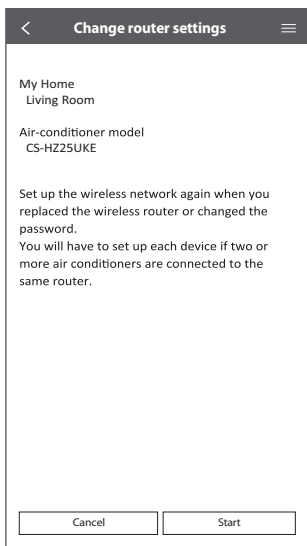 Change router settings
My Home
Living Room
Air-conditioner model
CS-HZ25UKE
Set up the wireless network again when you
replaced the wireless router or changed the
password.
You will have to set up each device if two or
more air conditioners are connected to the
same router.
Cancel
Start